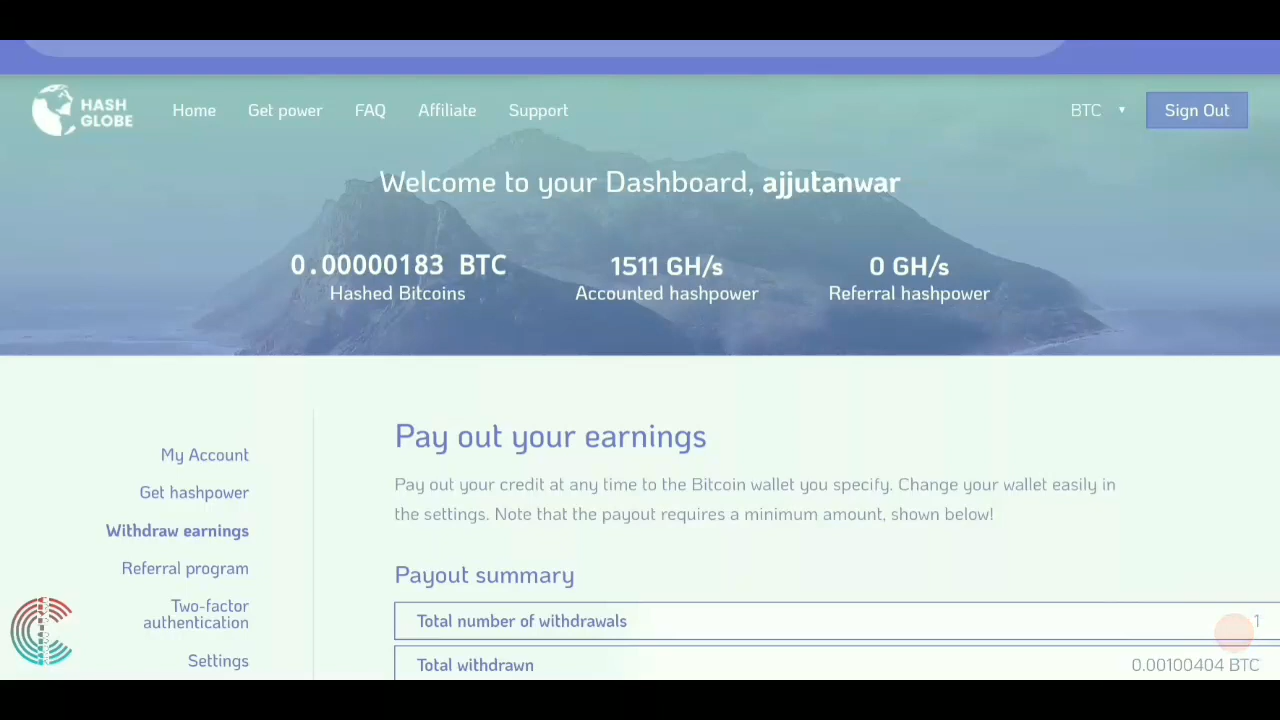 HASH
GLOBE
Home
Get power
FAQ
Affiliate
Support
BTC
Sign Out
Welcome to your Dashboard, ajjutanwar
0.00000183 BTC
Hashed Bitcoins
1511 GH/s
Accounted hashpower
0 GH/s
Referral hashpower
My Account
Get hashpower
Withdraw earnings
Referral program
Two-factor
authentication
Settings
Pay out your earnings
Pay out your credit at any time to the Bitcoin wallet you specify. Change your wallet easily in
the settings. Note that the payout requires a minimum amount, shown below!
Payout summary
Total number of withdrawals 1
Total withdrawn 0.00100404 BTC